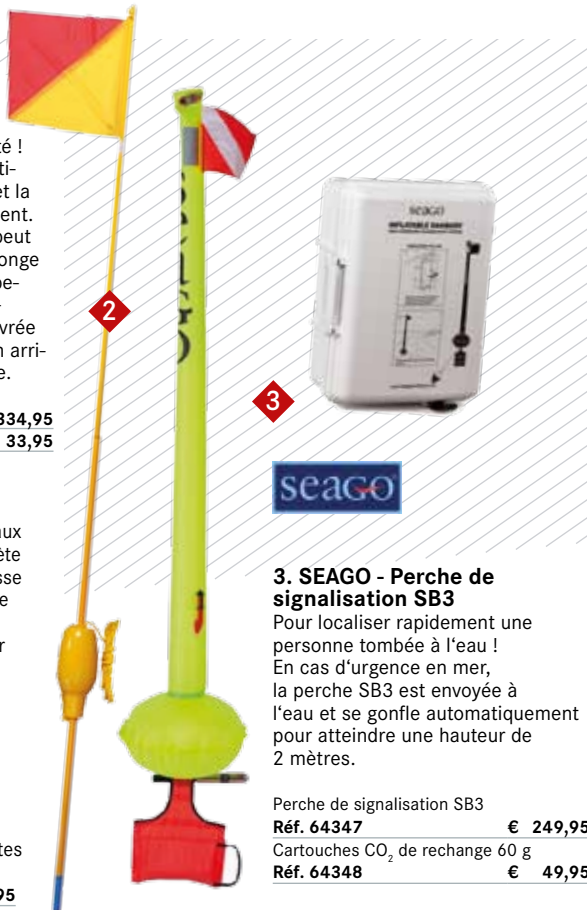 té !
ti-
et la
ent.
peut
onge
pe-
-
vrée
n arri-
e.
334,95
33,95
2
aux
ète
sse
e
r
tes
95
seago
INFLATABLE DANBUOY
3
seago
3. SEAGO - Perche de
signalisation SB3
Pour localiser rapidement une
personne tombée à l‘eau !
En cas d‘urgence en mer,
la perche SB3 est envoyée à
l‘eau et se gonfle automatiquement
pour atteindre une hauteur de
2 mètres.
Perche de signalisation SB3
Réf. 64347 € 249,95
Cartouches CO₂ de rechange 60 g
Réf. 64348 € 49,95